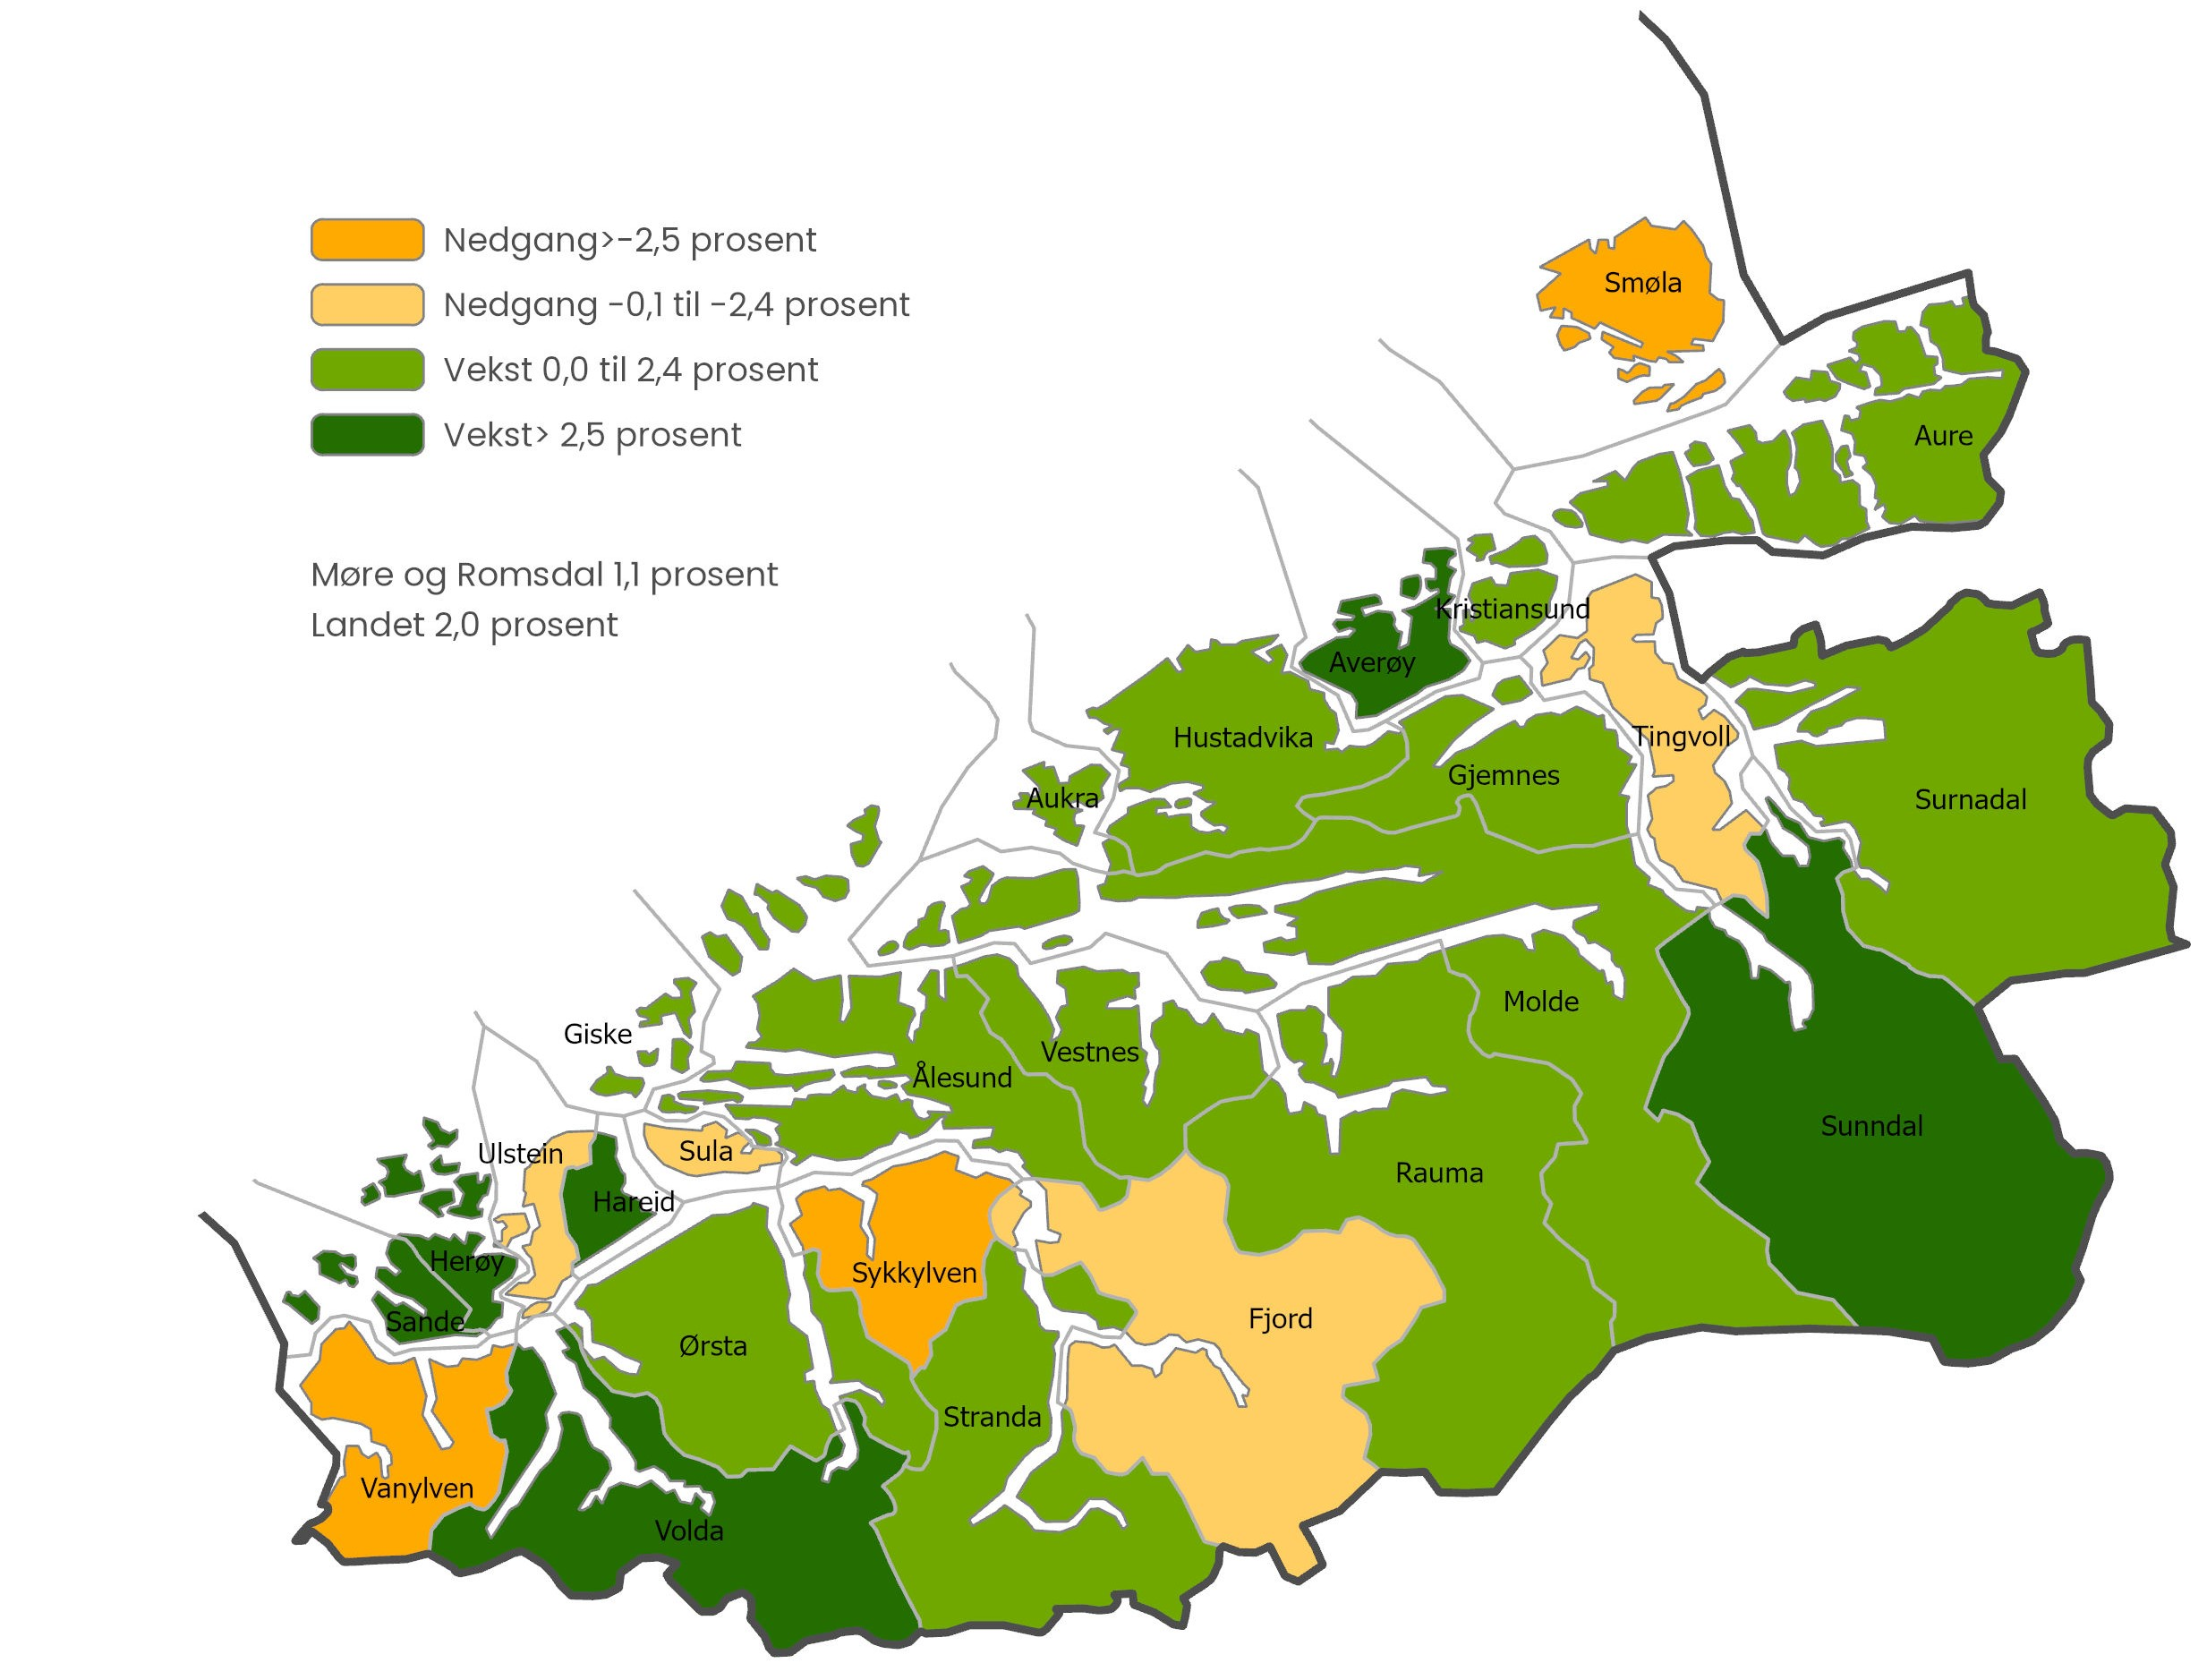 Nedgang>-2,5 prosent
Nedgang -0,1 til -2,4 prosent
Vekst 0,0 til 2,4 prosent
Vekst> 2,5 prosent
Møre og Romsdal 1,1 prosent
Landet 2,0 prosent
Smøla
Aure
Kristiansund
Averøy
Hustadvika
Tingvoll
Gjemnes
Aukra
Surnadal
Molde
Giske
Vestnes
Ålesund
Sunndal
Ulstein
Sula
Rauma
Hareid
Herøy
Sykkylven
Sande
Fjord
Ørsta
Stranda
Vanylven
Volda